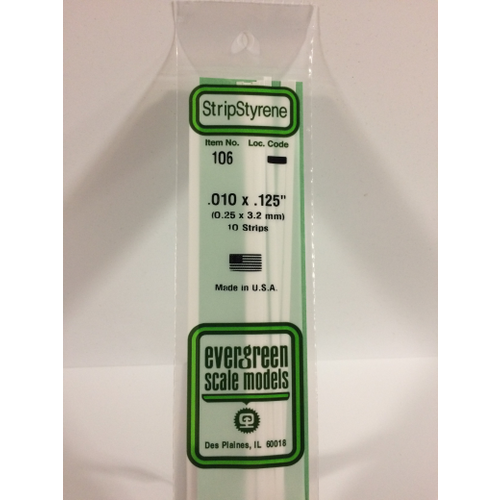 StripStyrene
Item No. Loc. Code
106
.010 x .125"
(0.25 x 3.2 mm)
10 Strips
Made in U.S.A.
evergreen
scale models
Des Plaines, IL 60018